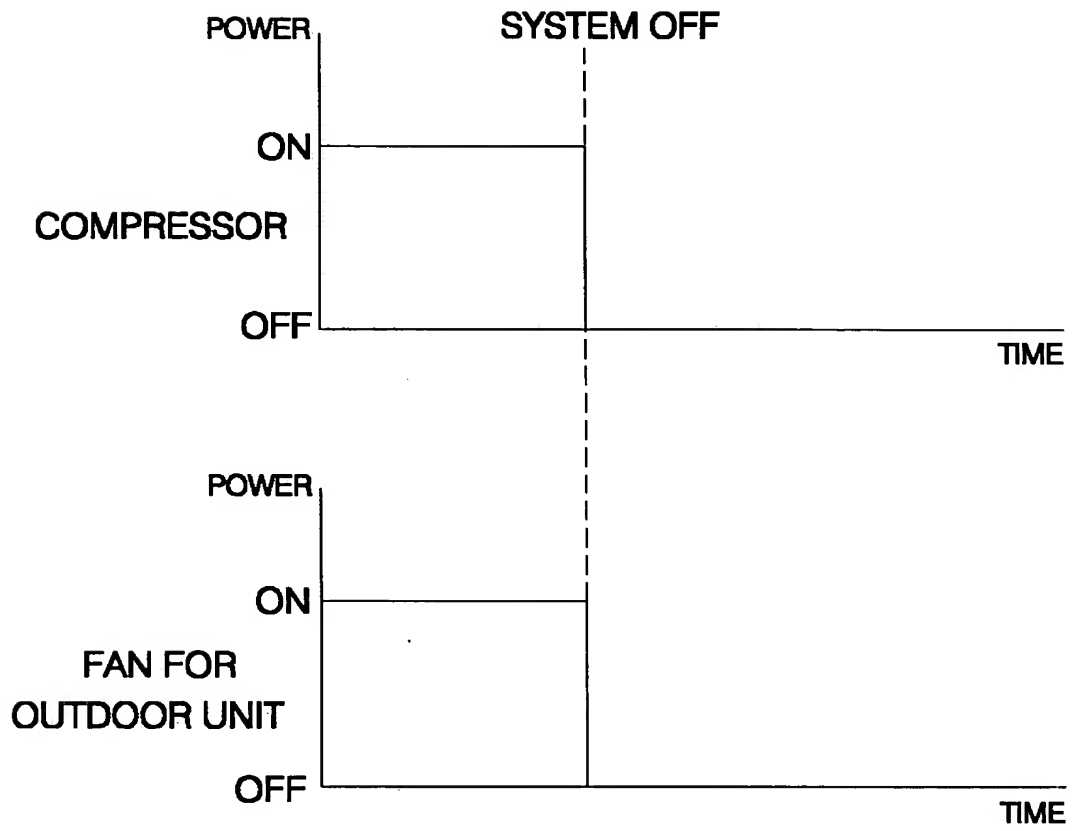 POWER
SYSTEM OFF
ON
COMPRESSOR
OFF
TIME
POWER
ON
FAN FOR
OUTDOOR UNIT
OFF
TIME